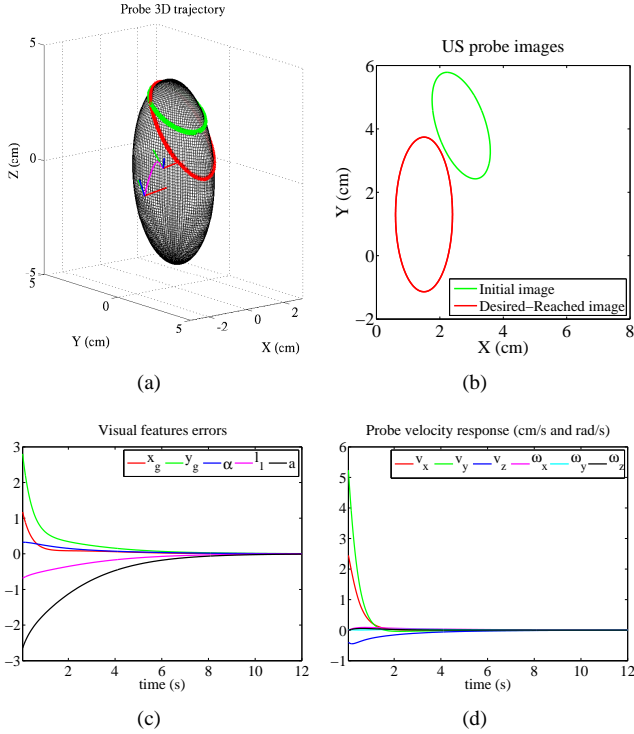 Probe 3D trajectory
5
0
−5
Z (cm)
0
5
Y (cm)
−2
0
2
X (cm)
(a)
US probe images
8
6
4
2
0
−2
Y (cm)
Initial image
Desired−Reached image
0 2 4 6 8
X (cm)
(b)
Visual features errors
3
2
1
0
−1
−2
−3
x_g y_g α l_1 a
2 4 6 8 10 12
time (s)
(c)
Probe velocity response (cm/s and rad/s)
6
5
4
3
2
1
0
−1
v_x v_y v_z ω_x ω_y ω_z
0 2 4 6 8 10 12
time (s)
(d)